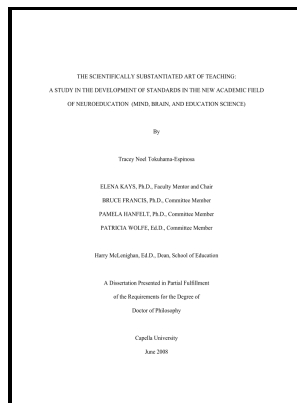 THE SCIENTIFICALLY SUBSTANTIATED ART OF TEACHING:
A STUDY IN THE DEVELOPMENT OF STANDARDS IN THE NEW ACADEMIC FIELD
OF NEUROEDUCATION (MIND, BRAIN, AND EDUCATION SCIENCE)
By
Tracey Noel Tokuhama-Espinosa
ELENA KAYS, Ph.D., Faculty Mentor and Chair
BRUCE FRANCIS, Ph.D., Committee Member
PAMELA HANFELT, Ph.D., Committee Member
PATRICIA WOLFE, Ed.D., Committee Member
Harry McLenighan, Ed.D., Dean, School of Education
A Dissertation Presented in Partial Fulfillment
of the Requirements for the Degree of
Doctor of Philosophy
Capella University
June 2008